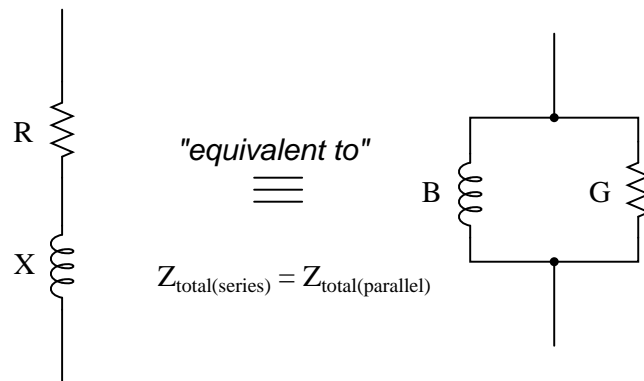 R
X
"equivalent to"
Z_total(series) = Z_total(parallel)
B
G